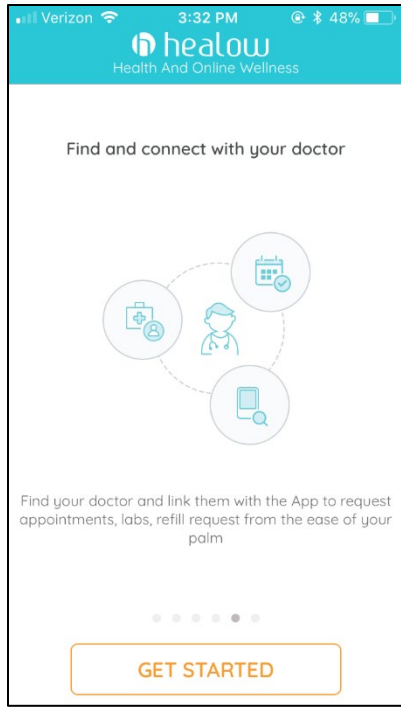 Verizon 3:32 PM 48%
healow
Health And Online Wellness
Find and connect with your doctor
Find your doctor and link them with the App to request
appointments, labs, refill request from the ease of your
palm
GET STARTED